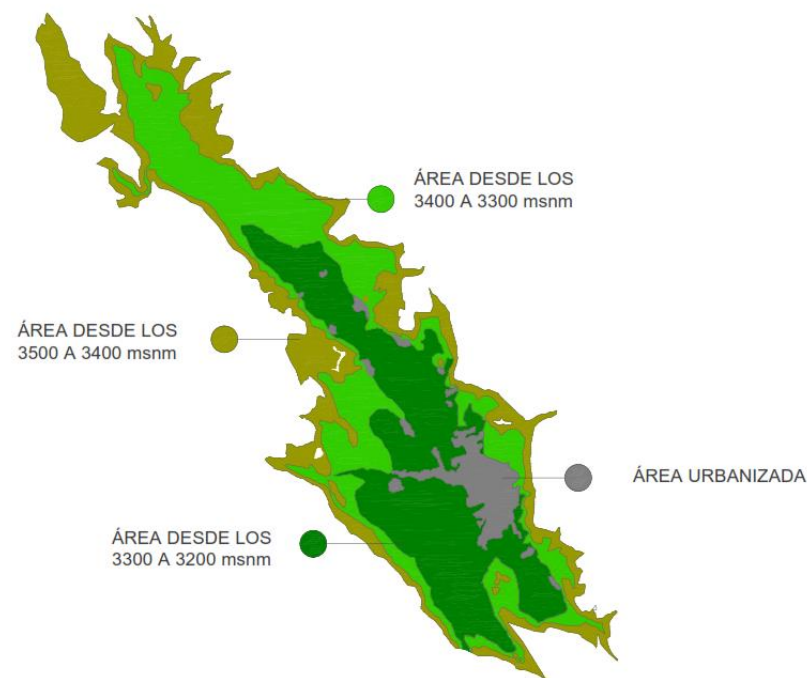 ÁREA DESDE LOS
3400 A 3300 msnm
ÁREA DESDE LOS
3500 A 3400 msnm
ÁREA URBANIZADA
ÁREA DESDE LOS
3300 A 3200 msnm